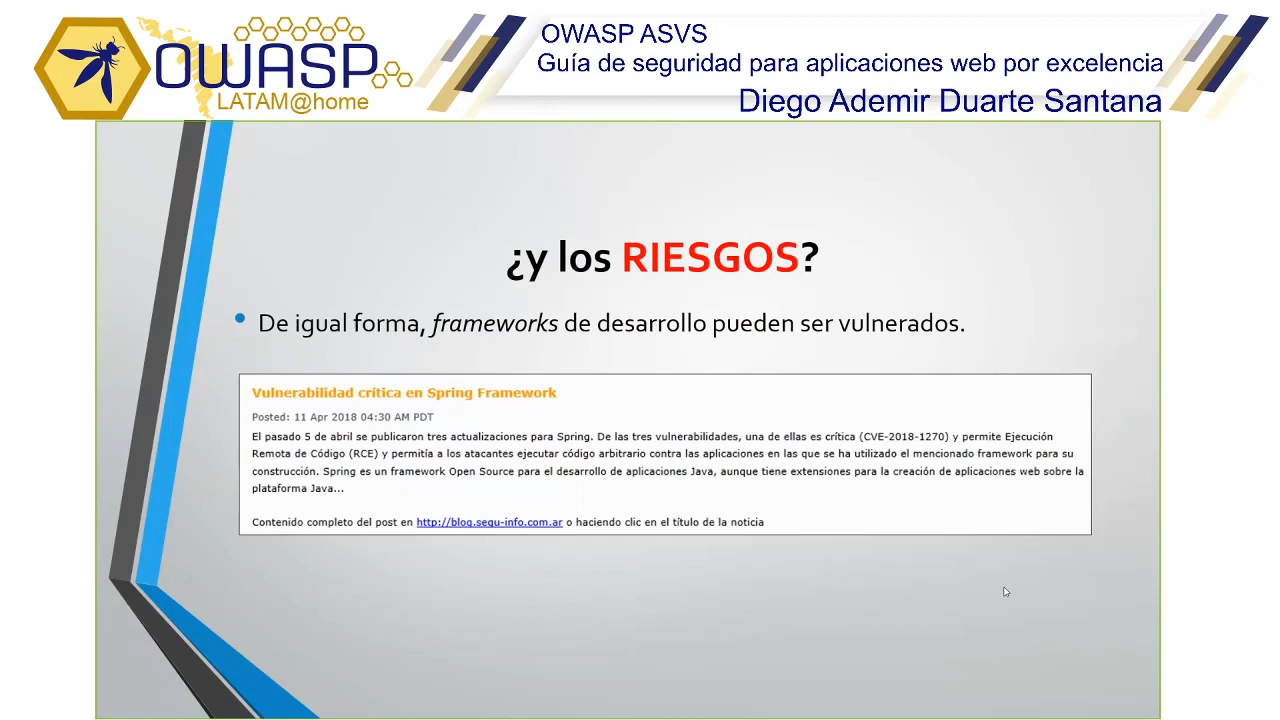 OWASP
LATAM@home
OWASP ASVS
Guía de seguridad para aplicaciones web por excelencia
Diego Ademir Duarte Santana
¿y los RIESGOS?
• De igual forma, frameworks de desarrollo pueden ser vulnerados.
Vulnerabilidad crítica en Spring Framework
Posted: 11 Apr 2018 04:30 AM PDT
El pasado 5 de abril se publicaron tres actualizaciones para Spring. De las tres vulnerabilidades, una de ellas es crítica (CVE-2018-1270) y permite Ejecución
Remota de Código (RCE) y permitía a los atacantes ejecutar código arbitrario contra las aplicaciones en las que se ha utilizado el mencionado framework para su
construcción. Spring es un framework Open Source para el desarrollo de aplicaciones Java, aunque tiene extensiones para la creación de aplicaciones web sobre la
plataforma Java...
Contenido completo del post en http://blog.segu-info.com.ar o haciendo clic en el título de la noticia